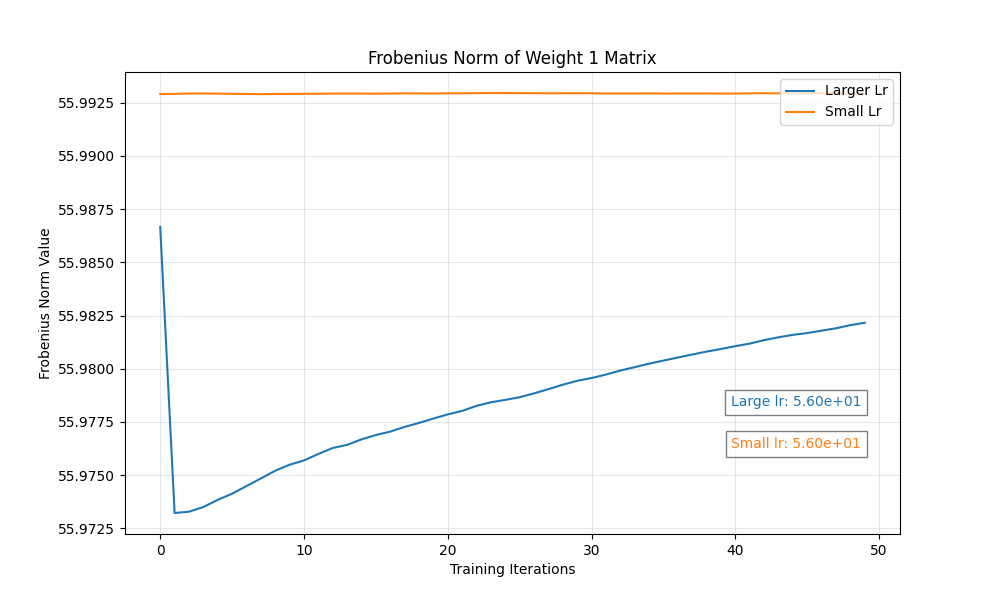 Frobenius Norm of Weight 1 Matrix
Frobenius Norm Value
55.9925
55.9900
55.9875
55.9850
55.9825
55.9800
55.9775
55.9750
55.9725
Larger Lr
Small Lr
Large lr: 5.60e+01
Small lr: 5.60e+01
0
10
20
30
40
50
Training Iterations